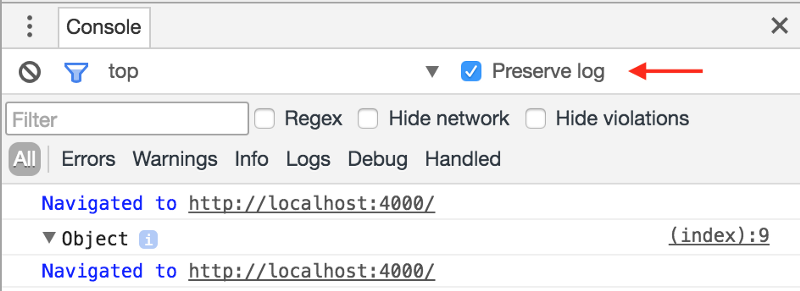 Console
top Preserve log
Filter Regex Hide network Hide violations
All Errors Warnings Info Logs Debug Handled
Navigated to http://localhost:4000/
Object i (index):9
Navigated to http://localhost:4000/